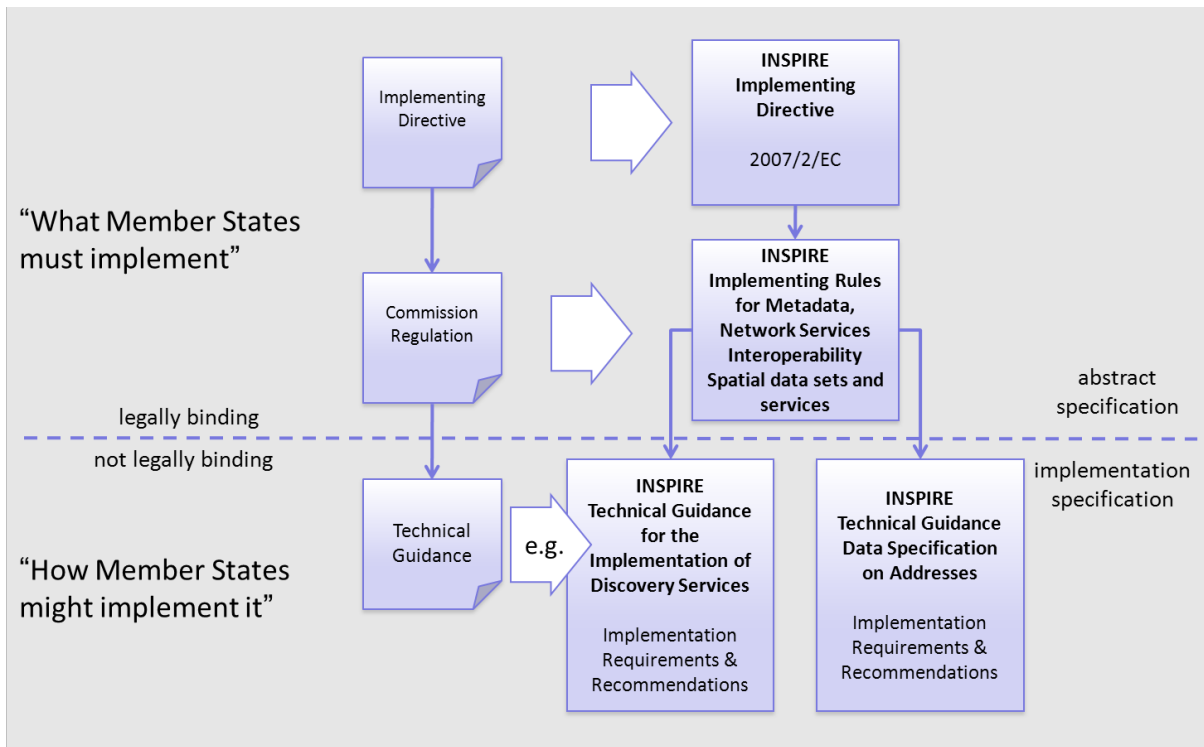 Implementing
Directive
INSPIRE
Implementing
Directive
2007/2/EC
“What Member States
must implement”
Commission
Regulation
INSPIRE
Implementing Rules
for Metadata,
Network Services
Interoperability
Spatial data sets and
services
abstract
specification
legally binding
not legally binding
implementation
specification
“How Member States
might implement it”
Technical
Guidance
e.g.
INSPIRE
Technical Guidance
for the
Implementation of
Discovery Services
Implementation
Requirements &
Recommendations
INSPIRE
Technical Guidance
Data Specification
on Addresses
Implementation
Requirements &
Recommendations